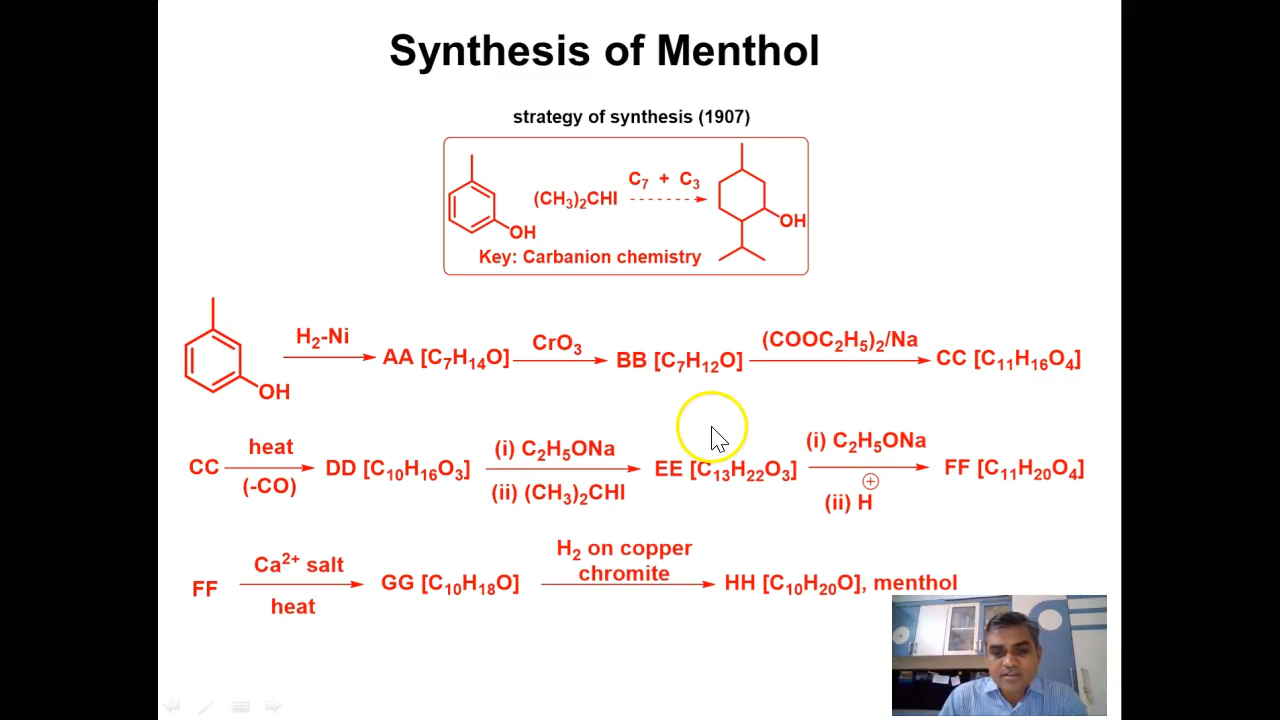 Synthesis of Menthol
strategy of synthesis (1907)
(CH₃)₂CHI
C₇ + C₃
OH
OH
Key: Carbanion chemistry
OH
H₂-Ni
AA [C₇H₁₄O]
CrO₃
BB [C₇H₁₂O]
(COOC₂H₅)₂/Na
CC [C₁₁H₁₆O₄]
CC
heat
(-CO)
DD [C₁₀H₁₆O₃]
(i) C₂H₅ONa
(ii) (CH₃)₂CHI
EE [C₁₃H₂₂O₃]
(i) C₂H₅ONa
(ii) H⊕
FF [C₁₁H₂₀O₄]
FF
Ca²⁺ salt
heat
GG [C₁₀H₁₈O]
H₂ on copper
chromite
HH [C₁₀H₂₀O], menthol